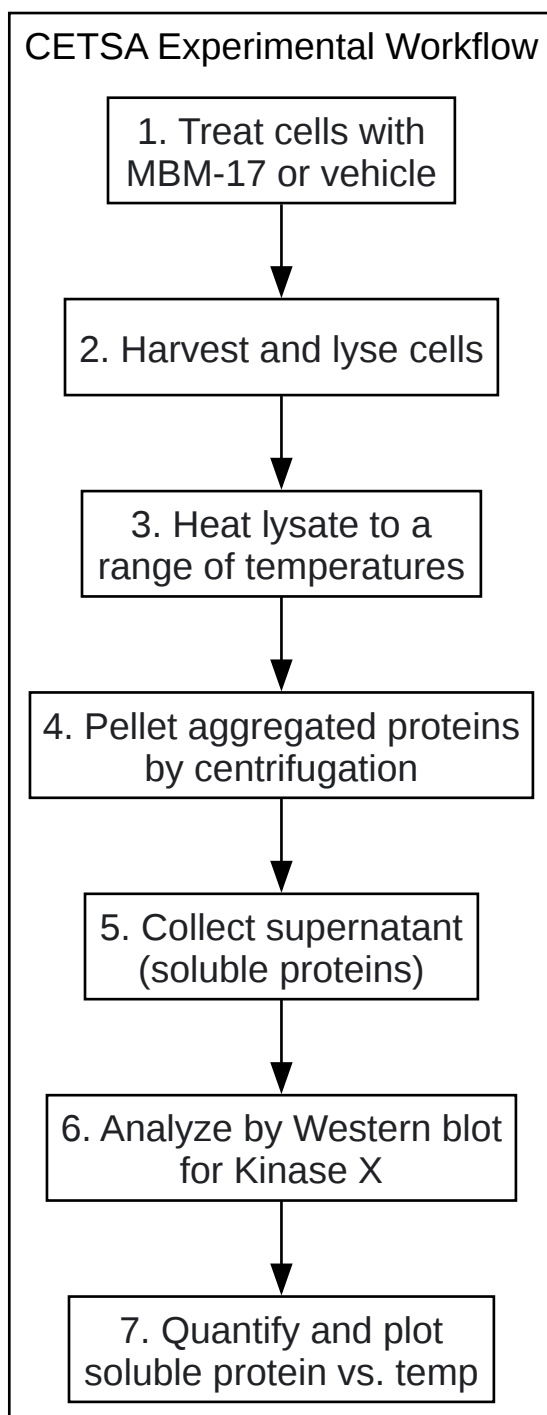 CETSA Experimental Workflow
1. Treat cells with
MBM-17 or vehicle
2. Harvest and lyse cells
3. Heat lysate to a
range of temperatures
4. Pellet aggregated proteins
by centrifugation
5. Collect supernatant
(soluble proteins)
6. Analyze by Western blot
for Kinase X
7. Quantify and plot
soluble protein vs. temp